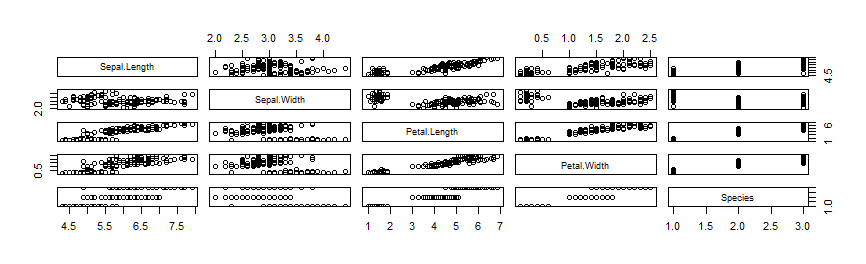 2.0 3.0 3.5 4.0 0.5 1.0 1.5 2.0 2.5
Sepal.Length 4.5
2.0 Sepal.Width
Petal.Length 1 6
0.5 Petal.Width
Species 1.0
4.5 5.5 6.5 7.5 1 2 3 4 5 6 7 1.0 1.5 2.0 2.5 3.0